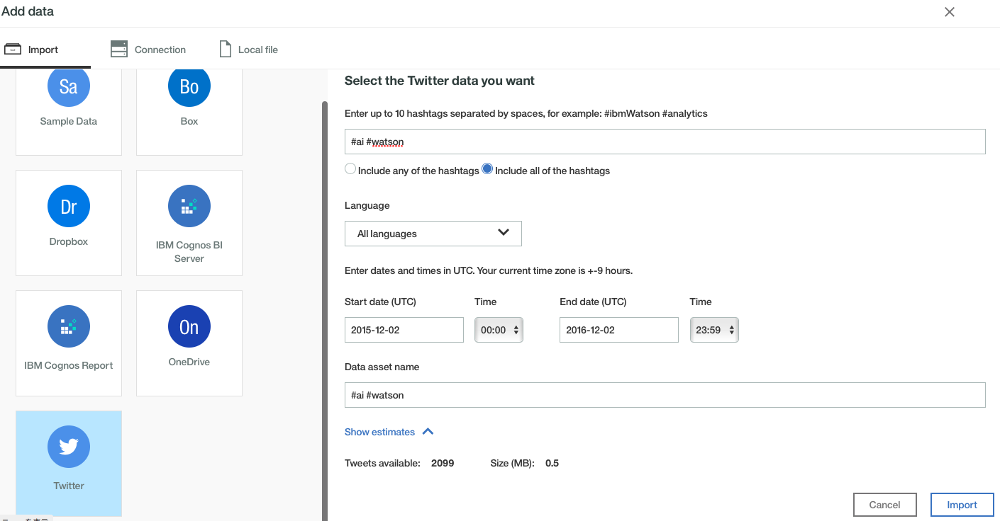 Add data
Import
Connection
Local file
Sa
Sample Data
Bo
Box
Dr
Dropbox
IBM Cognos BI
Server
IBM Cognos Report
On
OneDrive
Twitter
Select the Twitter data you want
Enter up to 10 hashtags separated by spaces, for example: #ibmWatson #analytics
#ai #watson
Include any of the hashtags Include all of the hashtags
Language
All languages
Enter dates and times in UTC. Your current time zone is +-9 hours.
Start date (UTC) Time End date (UTC) Time
2015-12-02 00:00 2016-12-02 23:59
Data asset name
#ai #watson
Show estimates
Tweets available: 2099 Size (MB): 0.5
Cancel Import